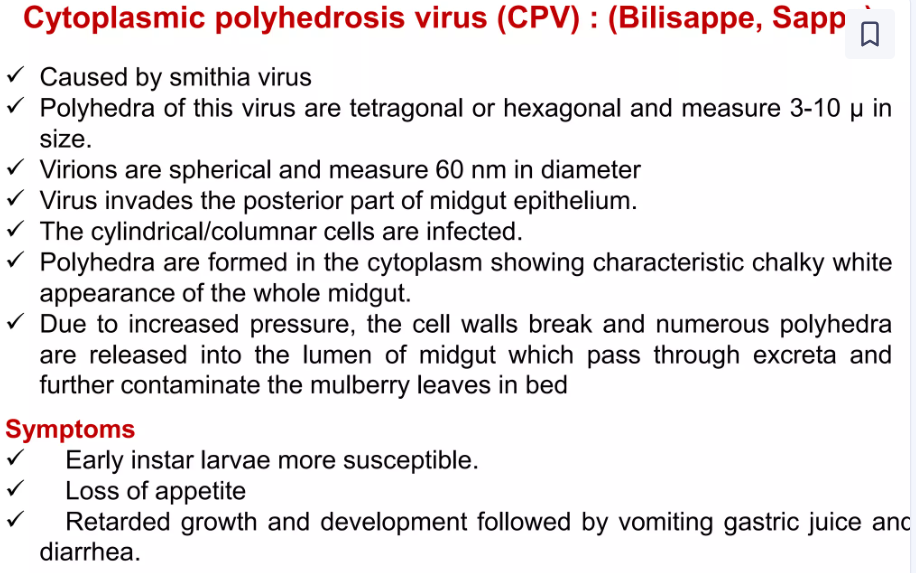 Cytoplasmic polyhedrosis virus (CPV) : (Bilisappe,
✓ Caused by smithia virus
✓ Polyhedra of this virus are tetragonal or hexagonal and measure 3-10 µ in
size.
✓ Virions are spherical and measure 60 nm in diameter
✓ Virus invades the posterior part of midgut epithelium.
✓ The cylindrical/columnar cells are infected.
✓ Polyhedra are formed in the cytoplasm showing characteristic chalky white
appearance of the whole midgut.
✓ Due to increased pressure, the cell walls break and numerous polyhedra
are released into the lumen of midgut which pass through excreta and
further contaminate the mulberry leaves in bed
Symptoms
✓ Early instar larvae more susceptible.
✓ Loss of appetite
✓ Retarded growth and development followed by vomiting gastric juice and
diarrhea.